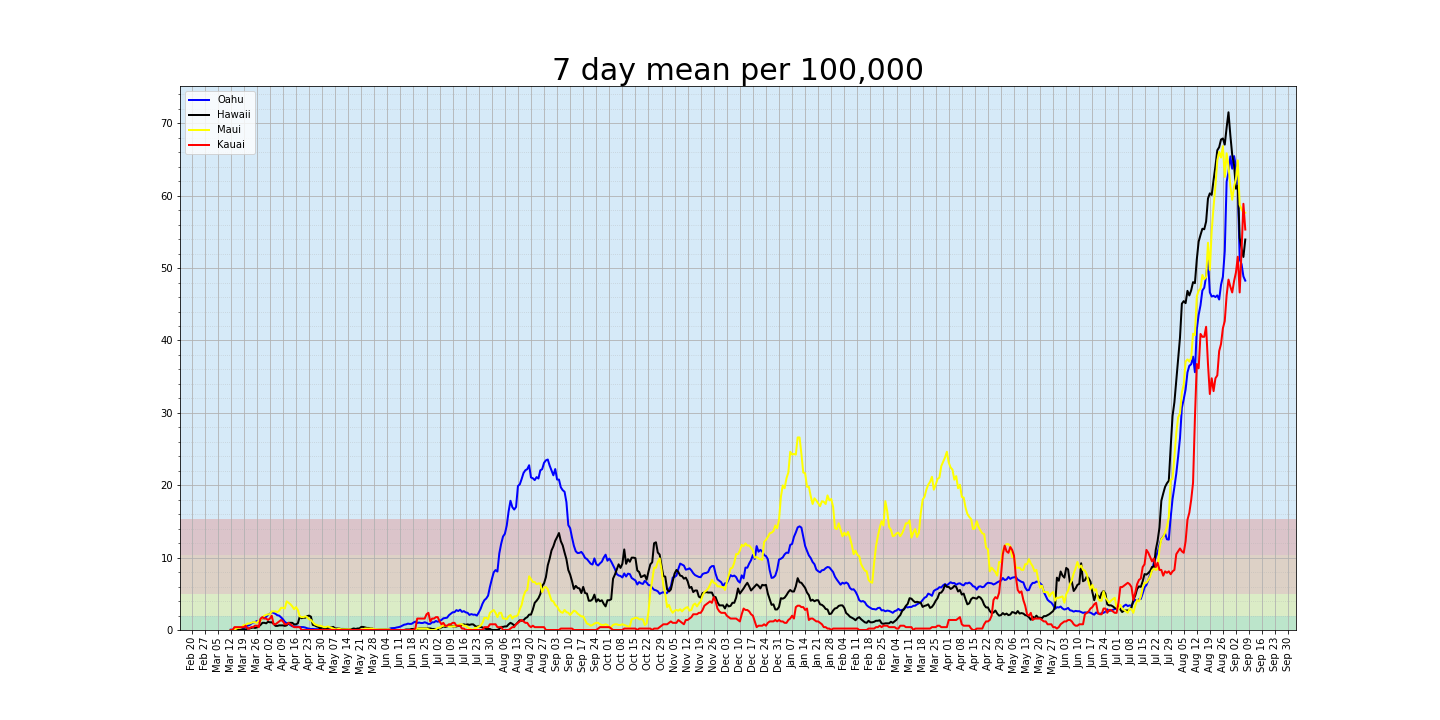 7 day mean per 100,000
Oahu
Hawaii
Maui
Kauai
70
60
50
40
30
20
10
0
Feb 20
Feb 27
Mar 05
Mar 12
Mar 19
Mar 26
Apr 02
Apr 09
Apr 16
Apr 23
Apr 30
May 07
May 14
May 21
May 28
Jun 04
Jun 11
Jun 18
Jun 25
Jul 02
Jul 09
Jul 16
Jul 23
Jul 30
Aug 06
Aug 13
Aug 20
Aug 27
Sep 03
Sep 10
Sep 17
Sep 24
Oct 01
Oct 08
Oct 15
Oct 22
Oct 29
Nov 05
Nov 12
Nov 19
Nov 26
Dec 03
Dec 10
Dec 17
Dec 24
Dec 31
Jan 07
Jan 14
Jan 21
Jan 28
Feb 04
Feb 11
Feb 18
Feb 25
Mar 04
Mar 11
Mar 18
Mar 25
Apr 01
Apr 08
Apr 15
Apr 22
Apr 29
May 06
May 13
May 20
May 27
Jun 03
Jun 10
Jun 17
Jun 24
Jul 01
Jul 08
Jul 15
Jul 22
Jul 29
Aug 05
Aug 12
Aug 19
Aug 26
Sep 02
Sep 09
Sep 16
Sep 23
Sep 30